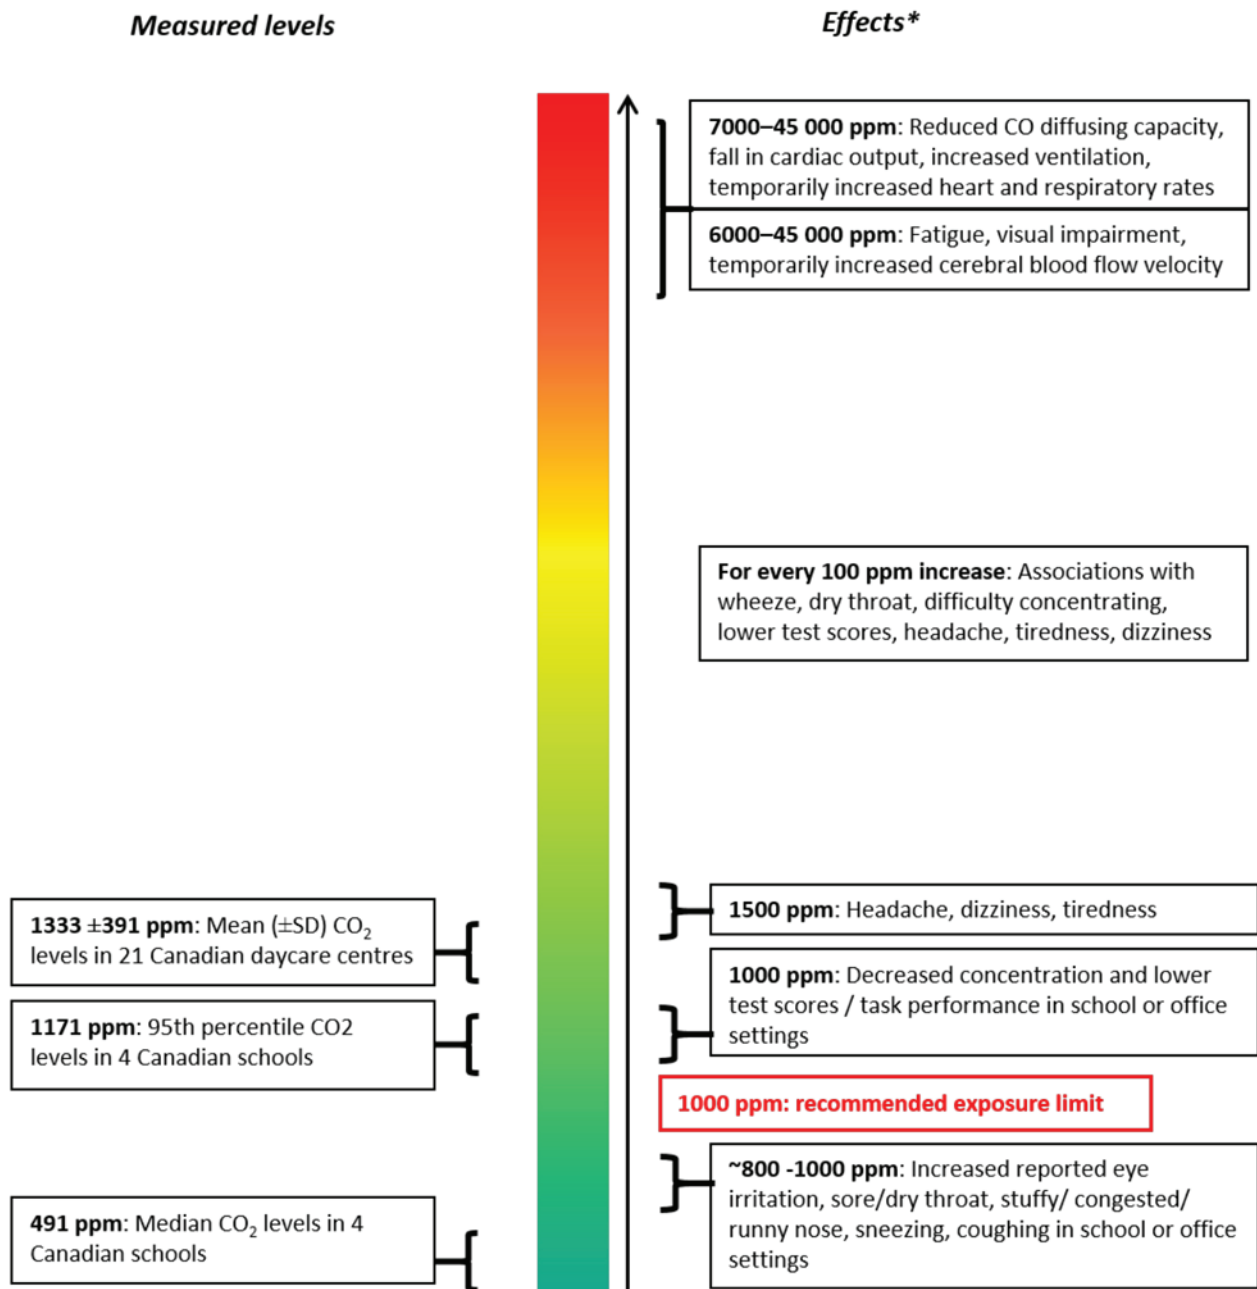 Measured levels
Effects*
7000–45 000 ppm: Reduced CO diffusing capacity,
fall in cardiac output, increased ventilation,
temporarily increased heart and respiratory rates
6000–45 000 ppm: Fatigue, visual impairment,
temporarily increased cerebral blood flow velocity
For every 100 ppm increase: Associations with
wheeze, dry throat, difficulty concentrating,
lower test scores, headache, tiredness, dizziness
1333 ±391 ppm: Mean (±SD) CO₂
levels in 21 Canadian daycare centres
1500 ppm: Headache, dizziness, tiredness
1171 ppm: 95th percentile CO2
levels in 4 Canadian schools
1000 ppm: Decreased concentration and lower
test scores / task performance in school or office
settings
1000 ppm: recommended exposure limit
491 ppm: Median CO₂ levels in 4
Canadian schools
~800 -1000 ppm: Increased reported eye
irritation, sore/dry throat, stuffy/ congested/
runny nose, sneezing, coughing in school or office
settings